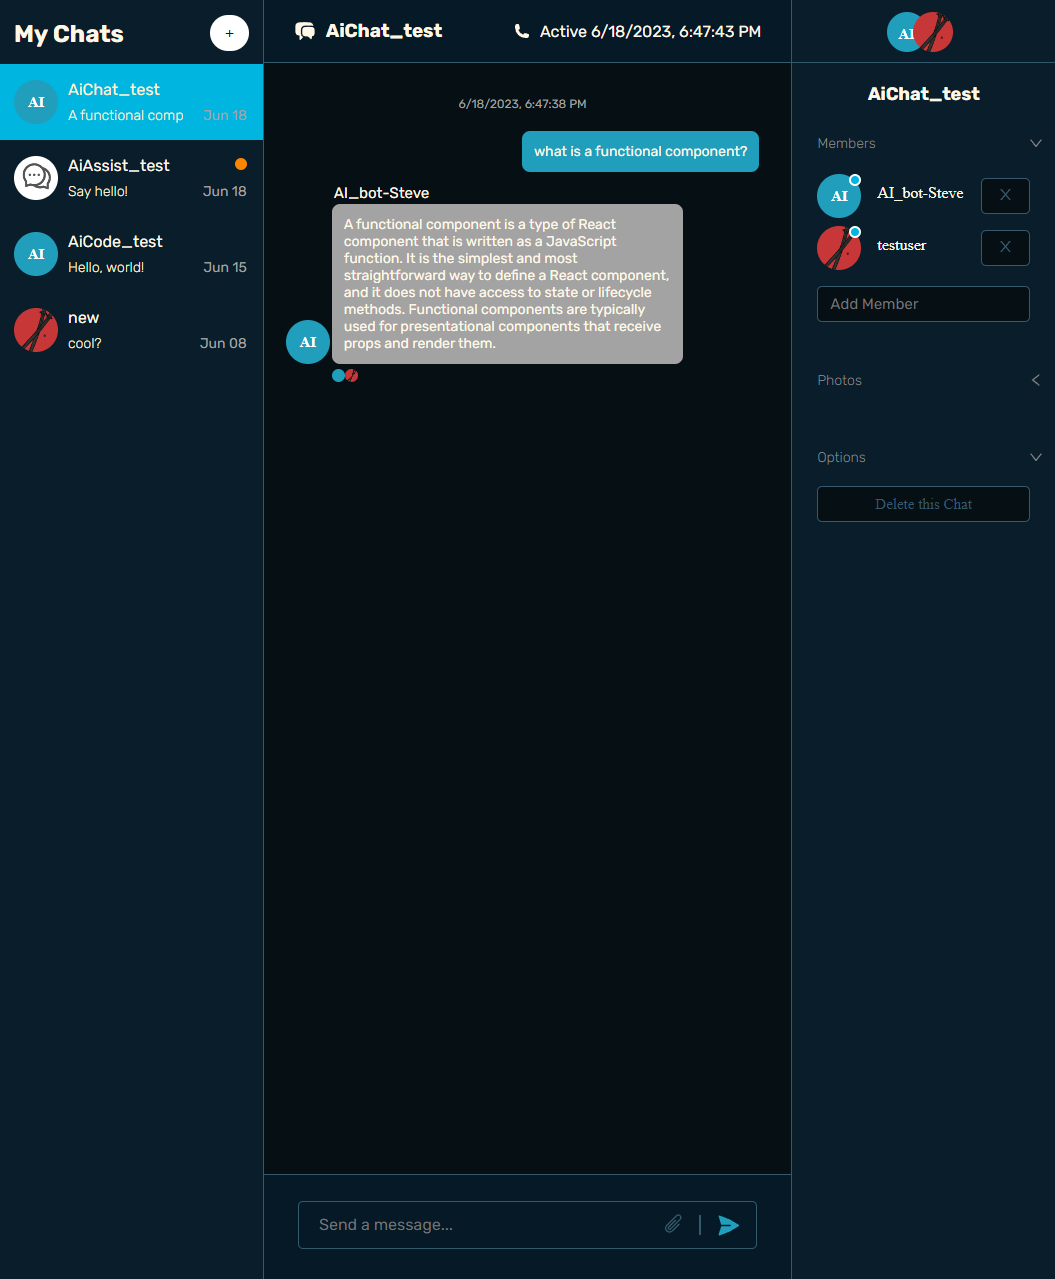 My Chats
+
AI
AiChat_test
A functional comp
Jun 18
AiAssist_test
Say hello!
Jun 18
AI
AiCode_test
Hello, world!
Jun 15
new
cool?
Jun 08
AiChat_test
Active 6/18/2023, 6:47:43 PM
6/18/2023, 6:47:38 PM
what is a functional component?
AI_bot-Steve
A functional component is a type of React
component that is written as a JavaScript
function. It is the simplest and most
straightforward way to define a React component,
and it does not have access to state or lifecycle
methods. Functional components are typically
used for presentational components that receive
props and render them.
AI
Send a message...
AI
AiChat_test
Members
AI
AI_bot-Steve
X
testuser
X
Add Member
Photos
Options
Delete this Chat